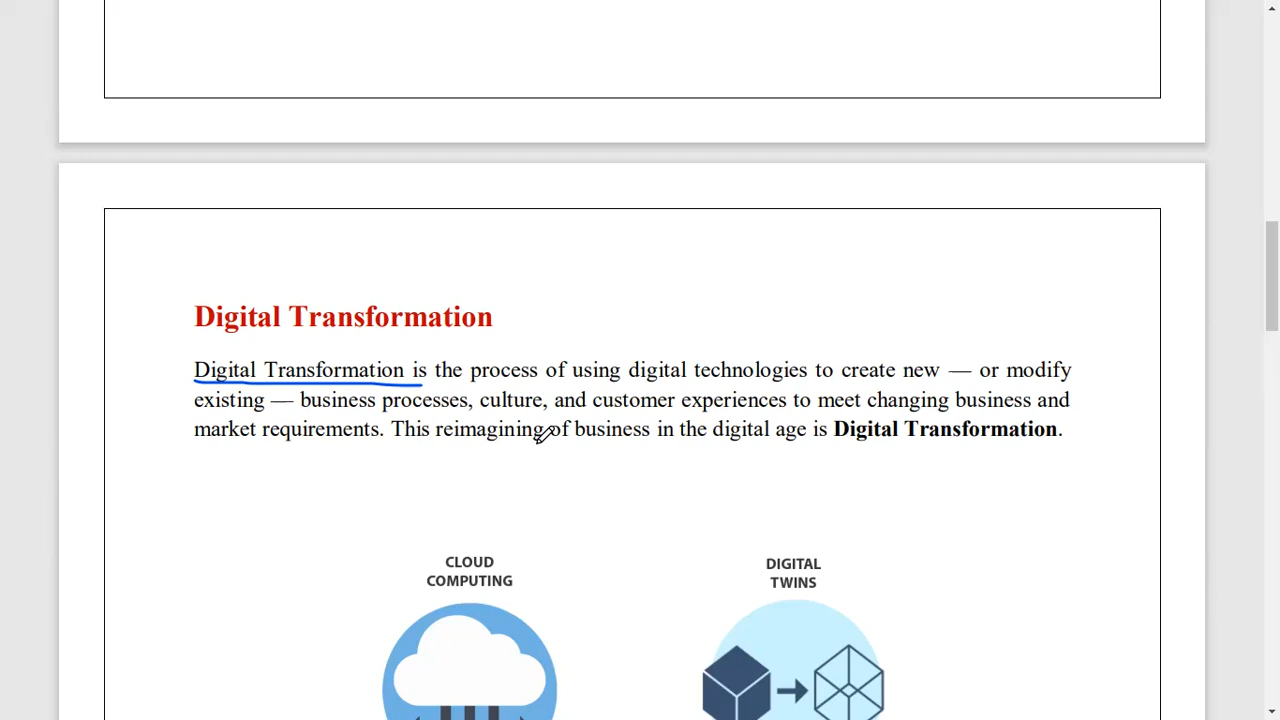 Digital Transformation
Digital Transformation is the process of using digital technologies to create new — or modify
existing — business processes, culture, and customer experiences to meet changing business and
market requirements. This reimagining of business in the digital age is Digital Transformation.
CLOUD
COMPUTING
DIGITAL
TWINS